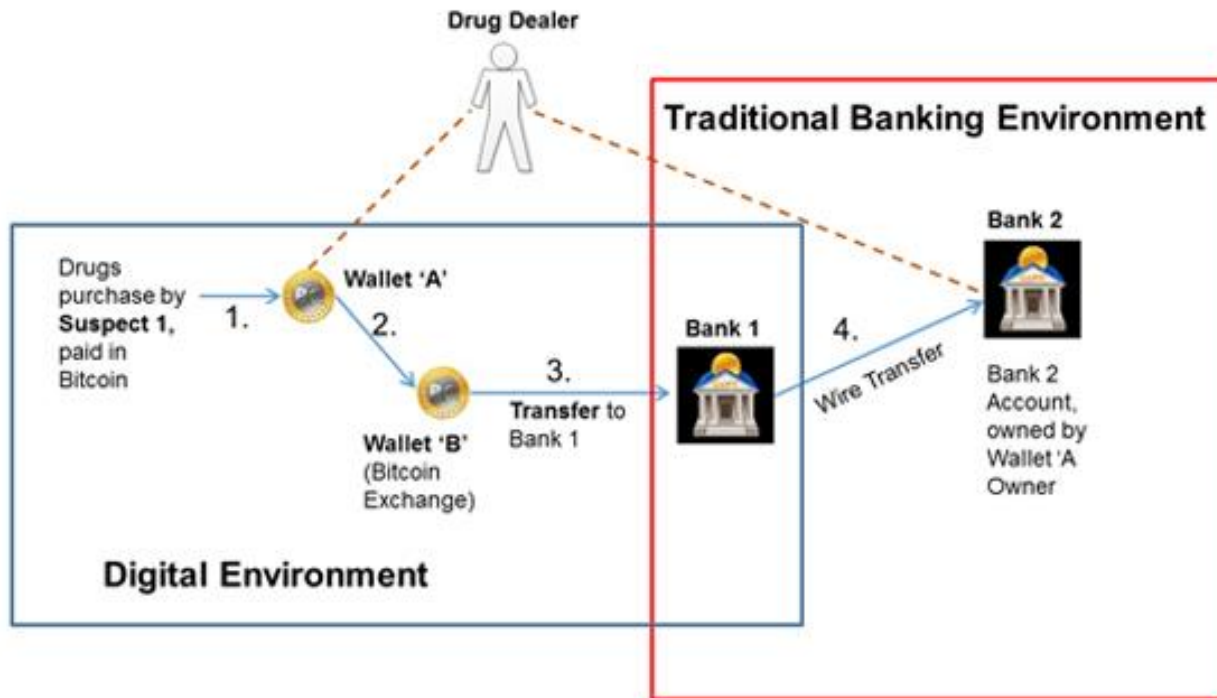 Drug Dealer
Traditional Banking Environment
Drugs
purchase by
Suspect 1,
paid in
Bitcoin
1.
Wallet ‘A’
2.
Wallet ‘B’
(Bitcoin
Exchange)
3.
Transfer to
Bank 1
Bank 1
4.
Wire Transfer
Bank 2
Bank 2
Account,
owned by
Wallet ‘A
Owner
Digital Environment